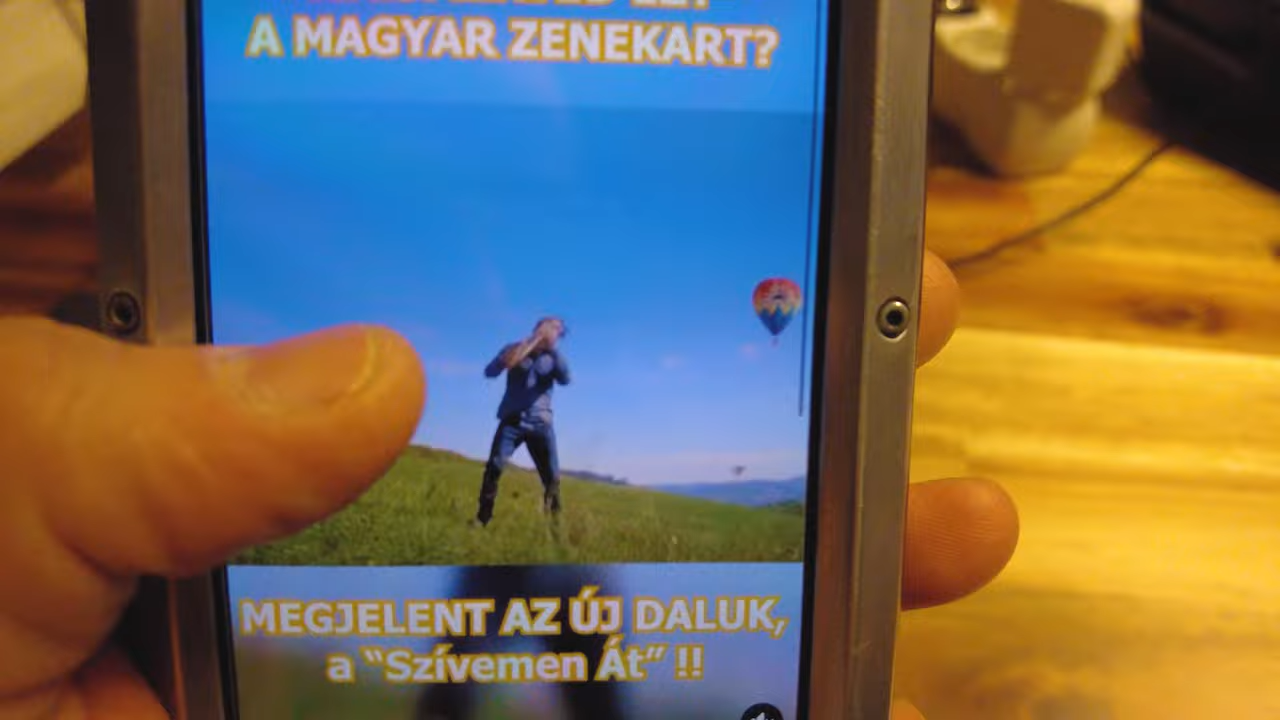 A MAGYAR ZENEKART?
MEGJELENT AZ ÚJ DALUK,
a “Szívemen Át” !!